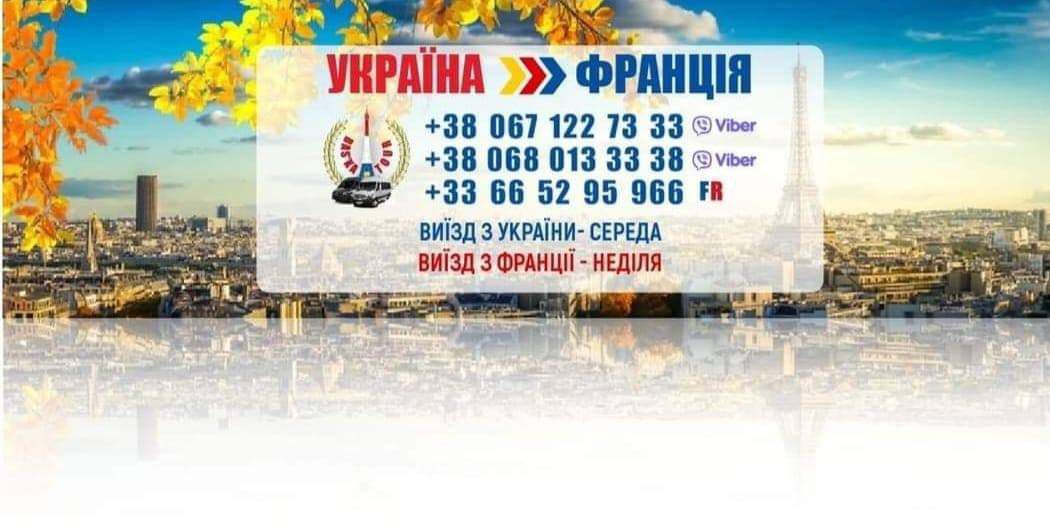 УКРАЇНА ФРАНЦІЯ
+38 067 122 73 33 Viber
+38 068 013 33 38 Viber
+33 66 52 95 966 FR
ВИЇЗД З УКРАЇНИ- СЕРЕДА
ВИЇЗД З ФРАНЦІЇ - НЕДІЛЯ